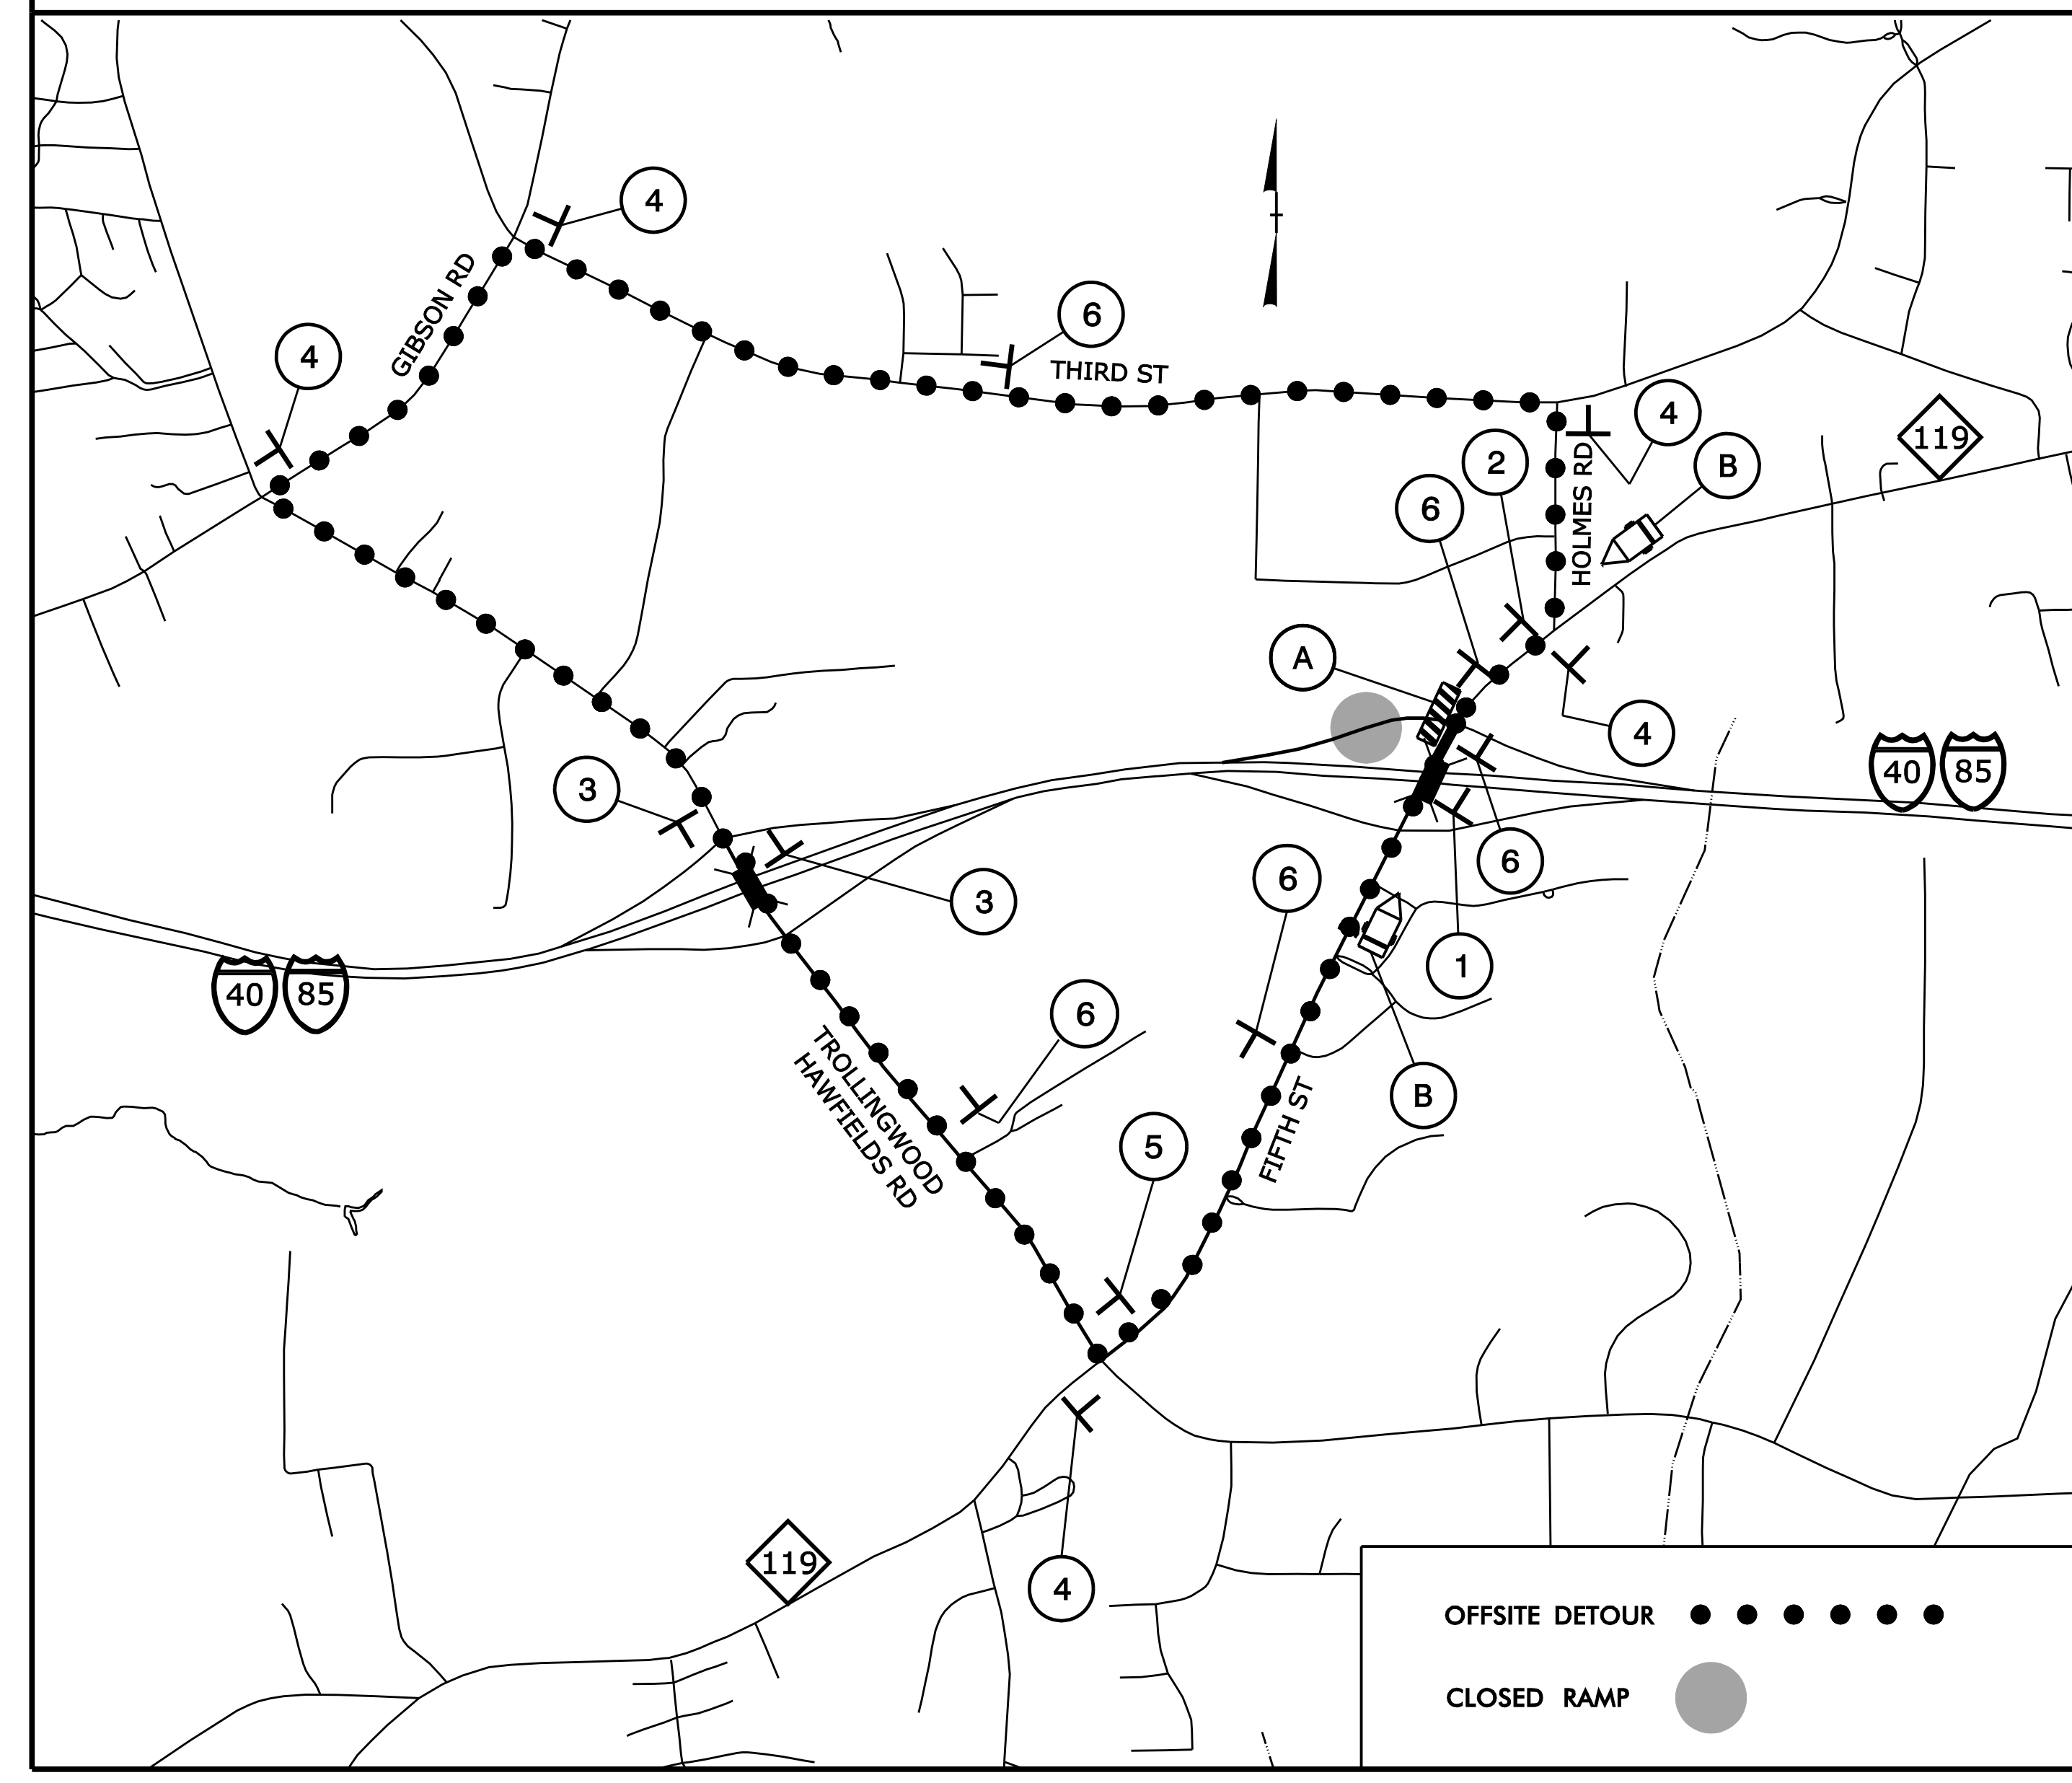 4
4
GIBSON RD
6
THIRD ST
4
119
2
B
6
HOLMES RD
A
4
40
85
3
6
6
3
1
40
85
6
TROLLINGWOOD
HAWFIELDS RD
B
5
FIFTH ST
119
4
OFFSITE DETOUR
CLOSED RAMP